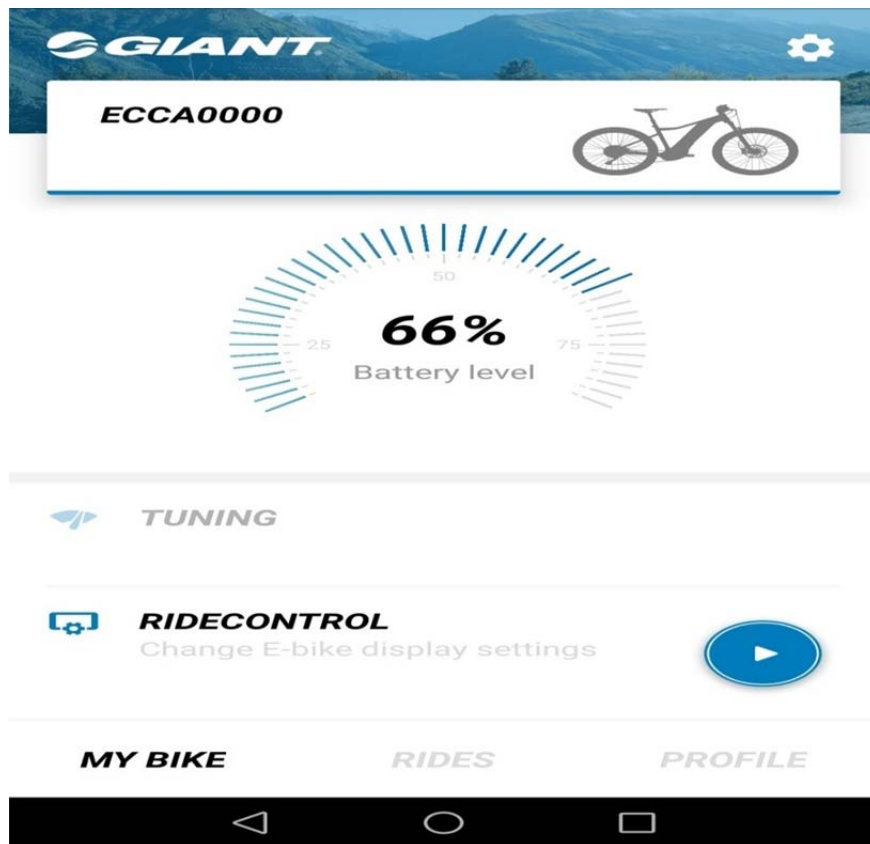 GIANT
ECCA0000
50
66%
25
75
Battery level
TUNING
RIDECONTROL
Change E-bike display settings
MY BIKE
RIDES
PROFILE